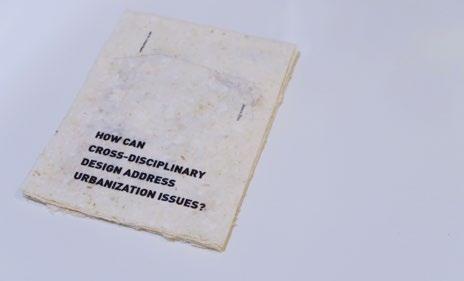 HOW CAN
CROSS-DISCIPLINARY
DESIGN ADDRESS
URBANIZATION ISSUES?